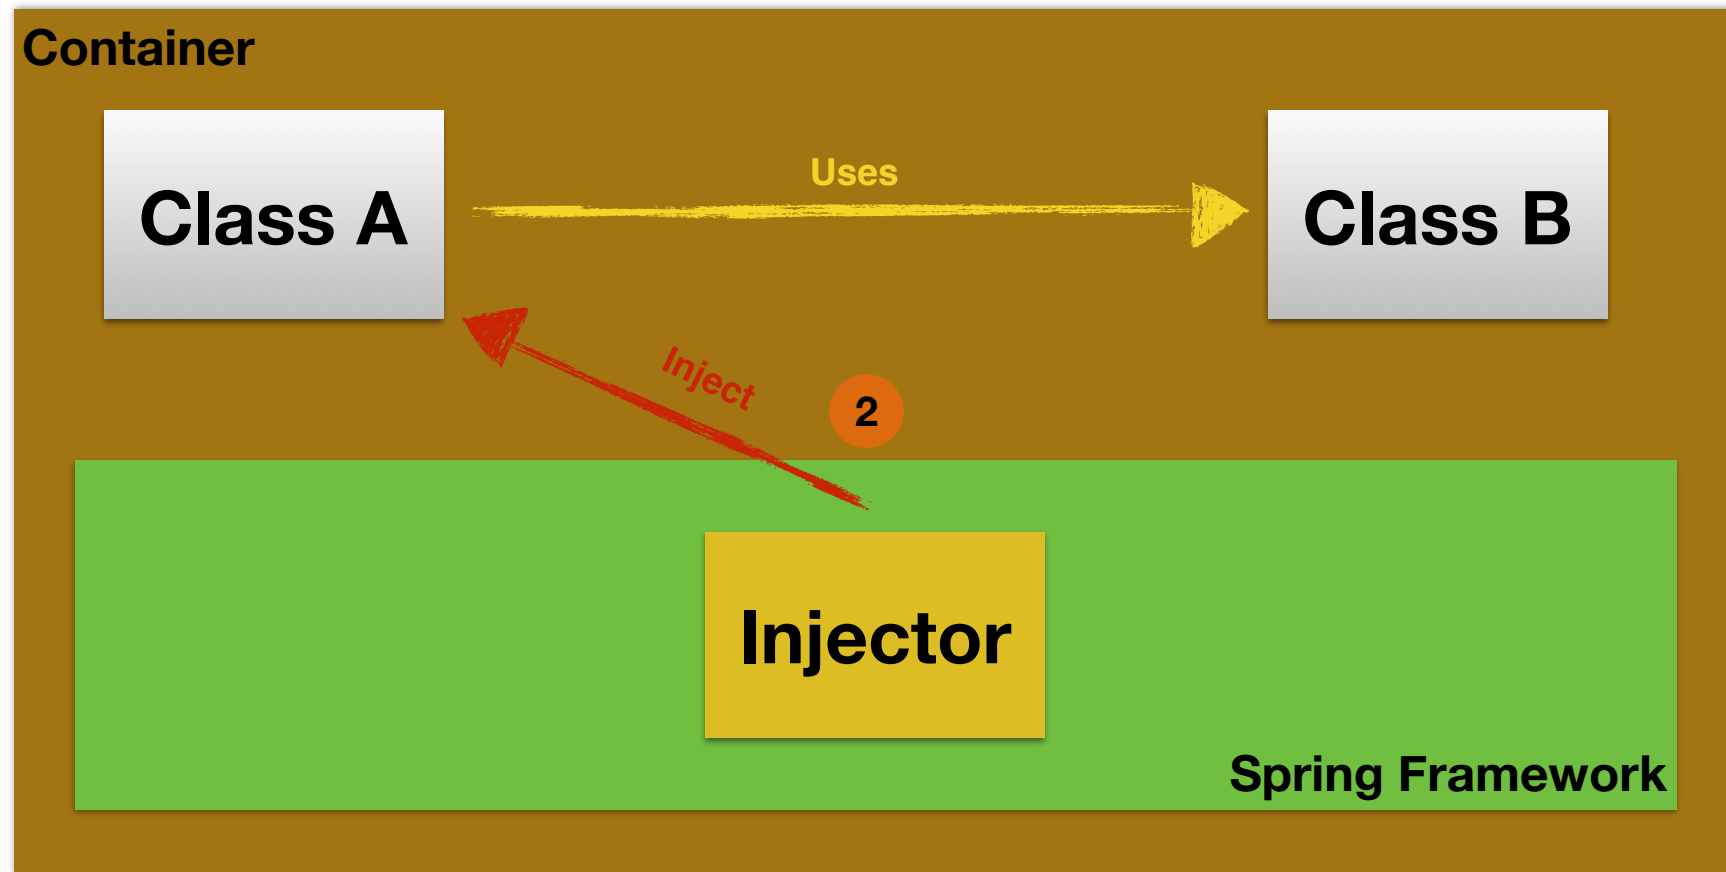 Container
Class A
Uses
Class B
Inject
2
Injector
Spring Framework